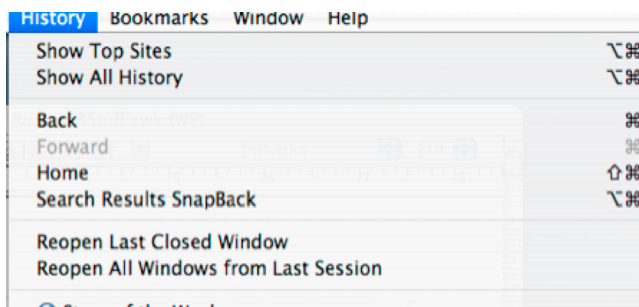 History Bookmarks Window Help
Show Top Sites ⌥⌘
Show All History ⌥⌘
Back ⌘
Forward ⌘
Home ⇧⌘
Search Results SnapBack ⌥⌘
Reopen Last Closed Window
Reopen All Windows from Last Session